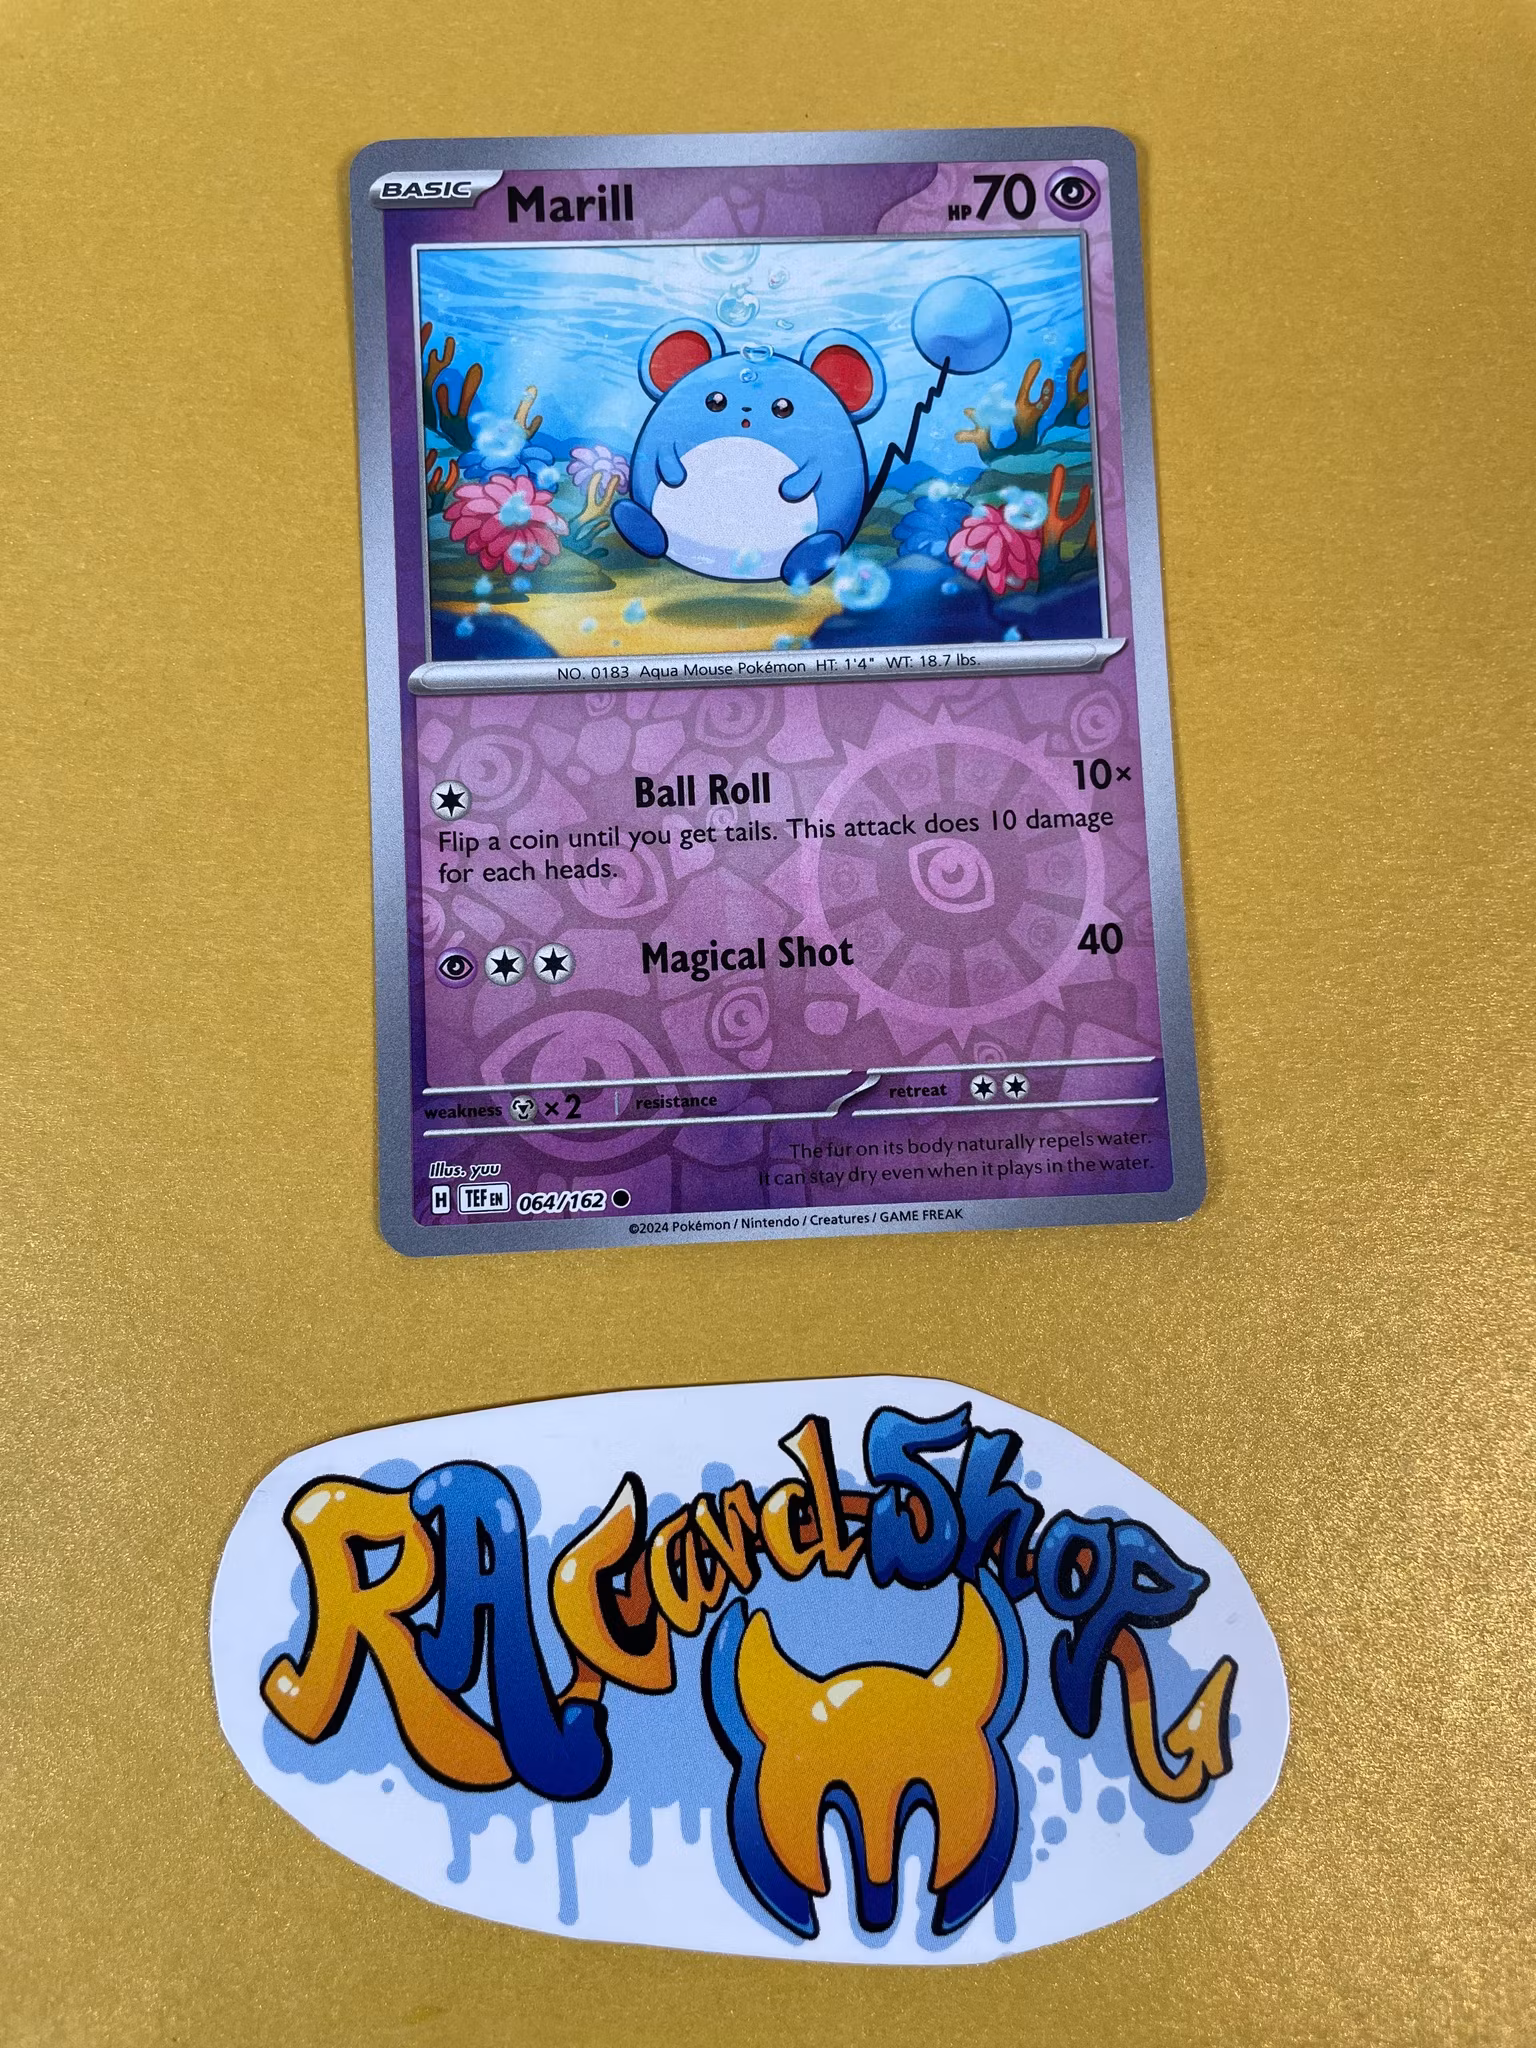 BASIC Marill HP 70
NO. 0183 Aqua Mouse Pokémon HT: 1'4" WT: 18.7 lbs.
Ball Roll 10×
Flip a coin until you get tails. This attack does 10 damage
for each heads.
Magical Shot 40
weakness ×2 resistance retreat
The fur on its body naturally repels water.
It can stay dry even when it plays in the water.
Illus. yuu
H TEF EN 064/162
©2024 Pokémon / Nintendo / Creatures / GAME FREAK
RA Card Shop